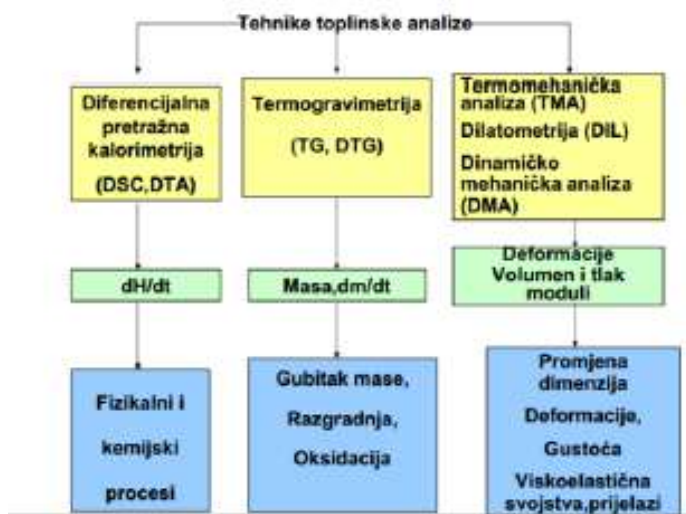 Tehnike toplinske analize
Diferencijalna
pretražna
kalorimetrija
(DSC,DTA)
Termogravimetrija
(TG, DTG)
Termomehanička
analiza (TMA)
Dilatometrija (DIL)
Dinamičko
mehanička analiza
(DMA)
dH/dt
Masa,dm/dt
Deformacije
Volumen i tlak
moduli
Fizikalni i
kemijski
procesi
Gubitak mase,
Razgradnja,
Oksidacija
Promjena
dimenzija
Deformacije,
Gustoća
Viskoelastična
svojstva,prijelazi